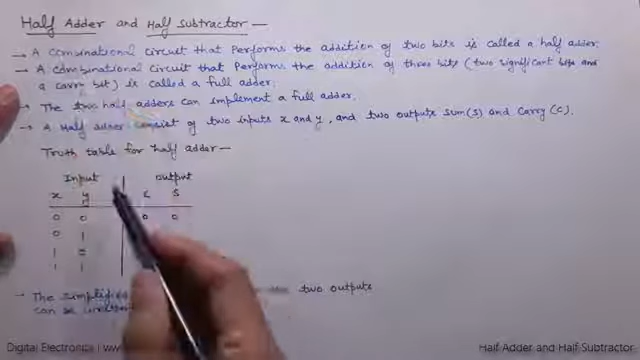 Half Adder and Half Subtractor —
→ A Combinational circuit that performs the addition of two bits is called a half adder.
→ A combinational circuit that performs the addition of three bits (two significant bits and
a carry bit) is called a full adder.
→ The two half adders can implement a full adder.
→ A Half adder consist of two inputs x and y, and two outputs sum(S) and carry (C).
Truth table for half adder —
Input output
x y c s
0 0 0 0
0 1
1 0
1 1
→ The simplified two outputs
can be
Digital Electronics Half Adder and Half Subtractor